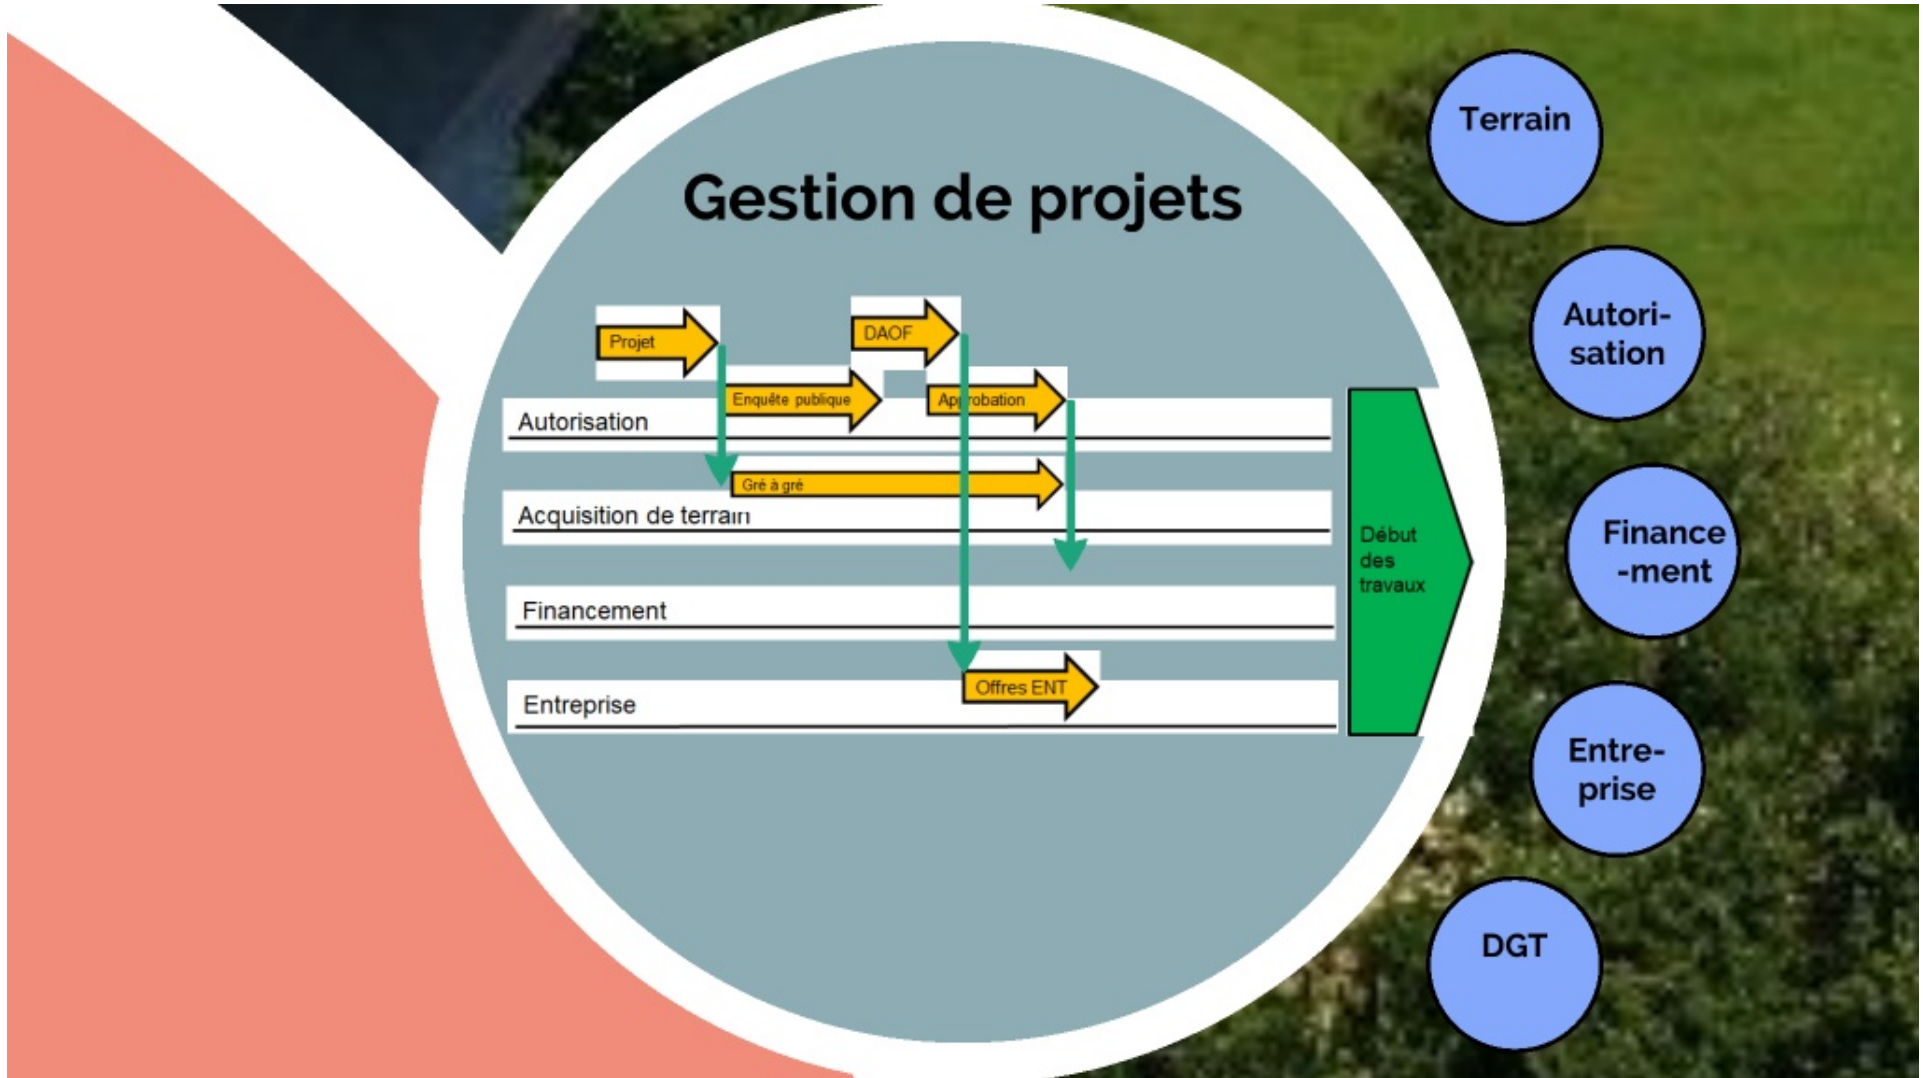 Gestion de projets
Projet
DAOF
Enquête publique
Approbation
Autorisation
Gré à gré
Acquisition de terrain
Financement
Offres ENT
Entreprise
Début
des
travaux
Terrain
Autori-
sation
Finance
-ment
Entre-
prise
DGT